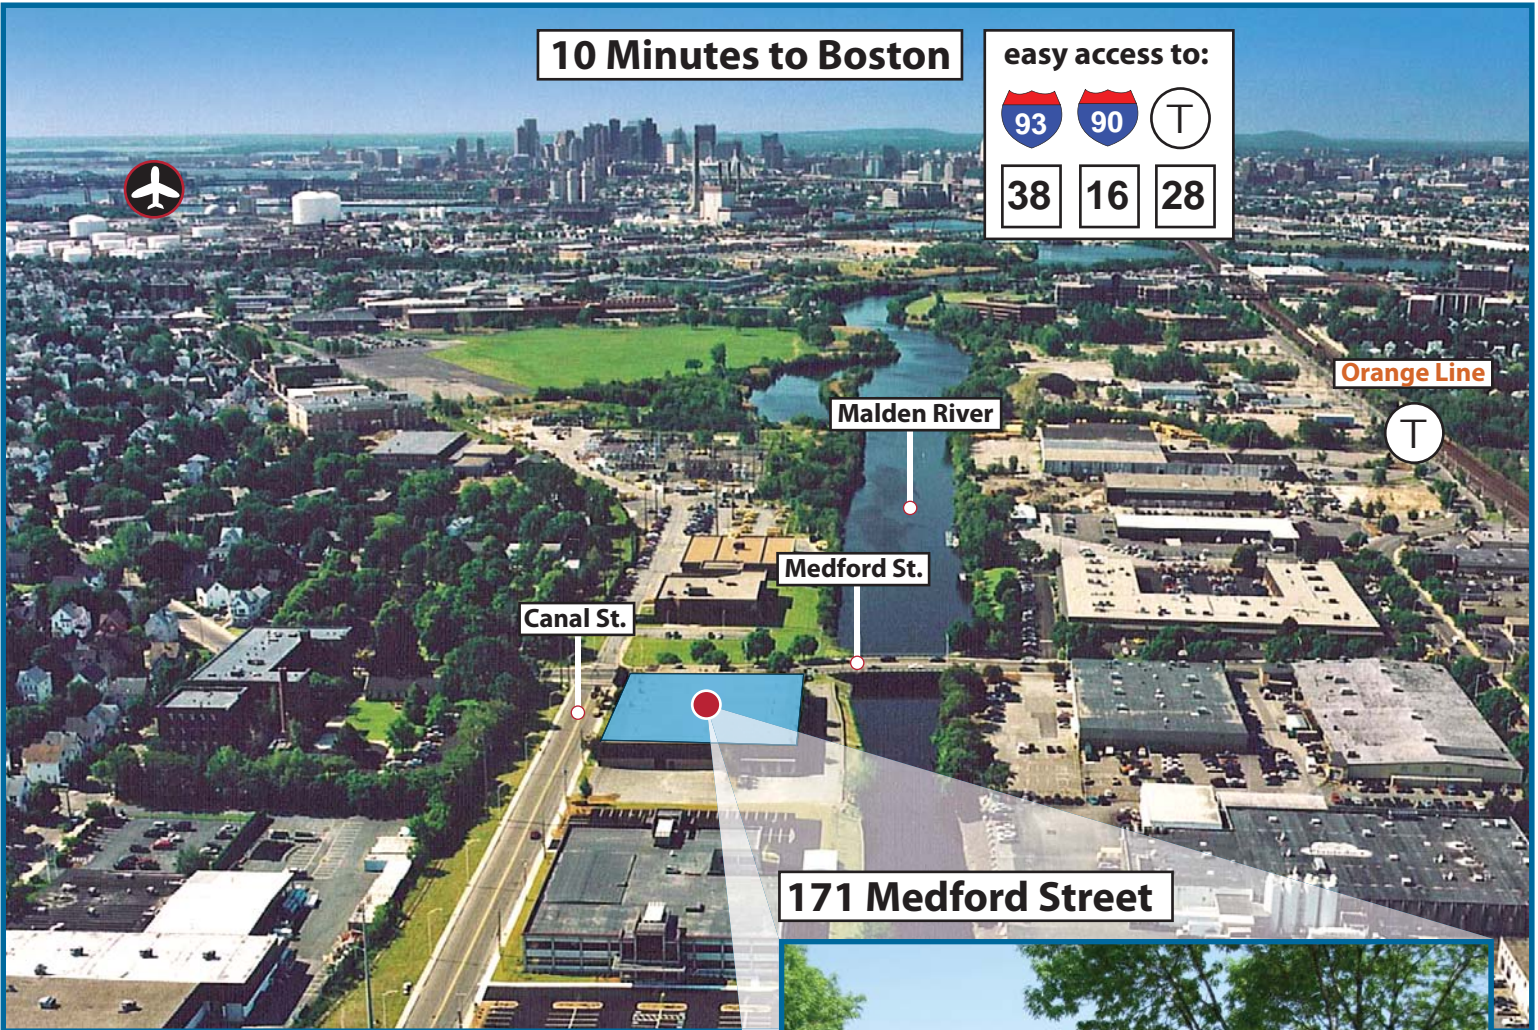 10 Minutes to Boston
easy access to:
93 90 T
38 16 28
Orange Line
T
Malden River
Medford St.
Canal St.
171 Medford Street